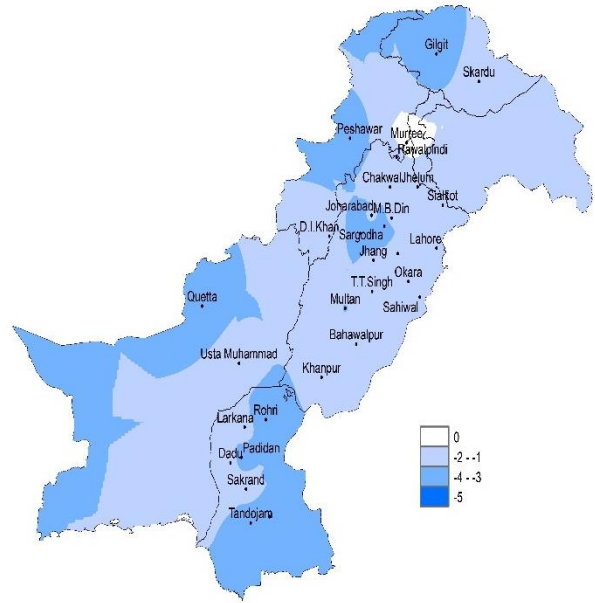 Gilgit
Skardu
Peshawar
Murree
Rawalpindi
Chakwal
Jhelum
Sialkot
Joharabad
M.B.Din
D.I.Khan
Sargodha
Lahore
Jhang
Okara
T.T.Singh
Quetta
Multan
Sahiwal
Bahawalpur
Usta Muhammad
Khanpur
Rohri
Larkana
Padidan
Dadu
Sakrand
Tandojam
0
-2 - -1
-4 - -3
-5